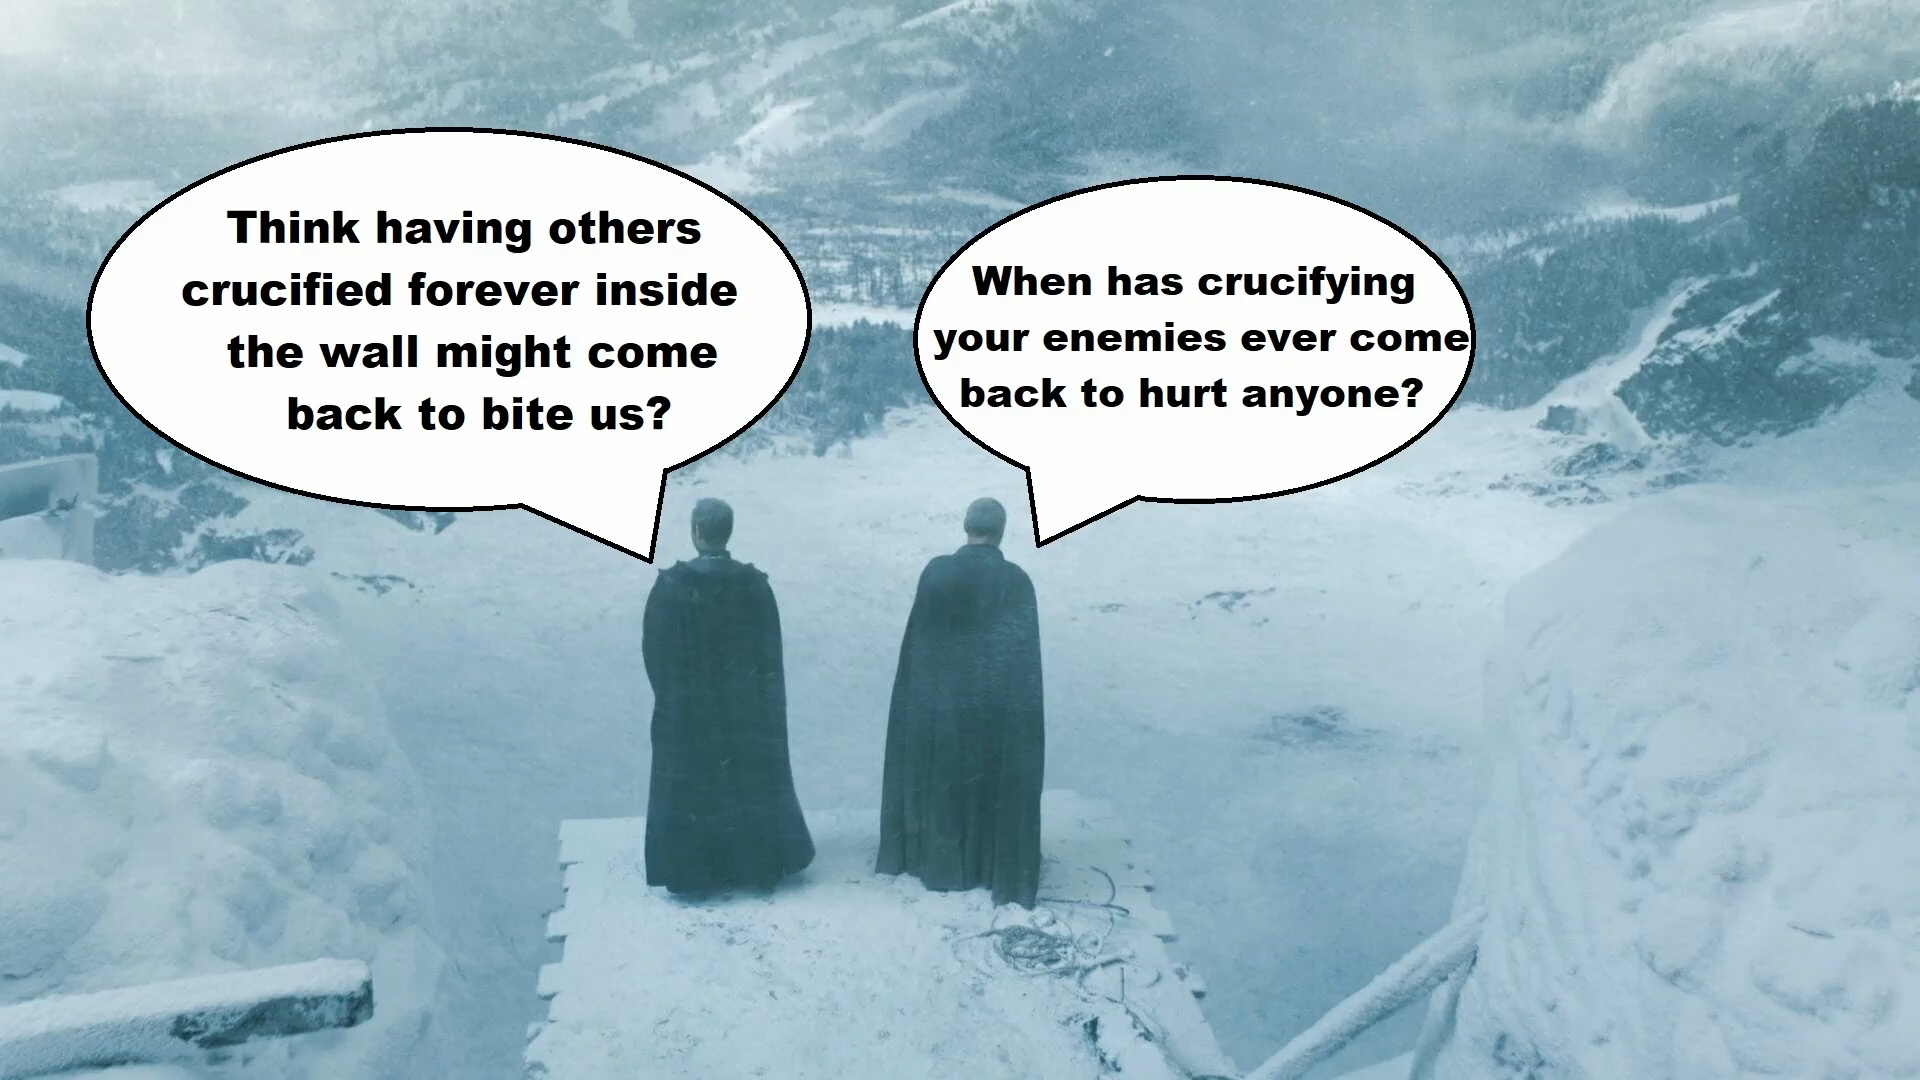 Think having others
crucified forever inside
the wall might come
back to bite us?
When has crucifying
your enemies ever come
back to hurt anyone?